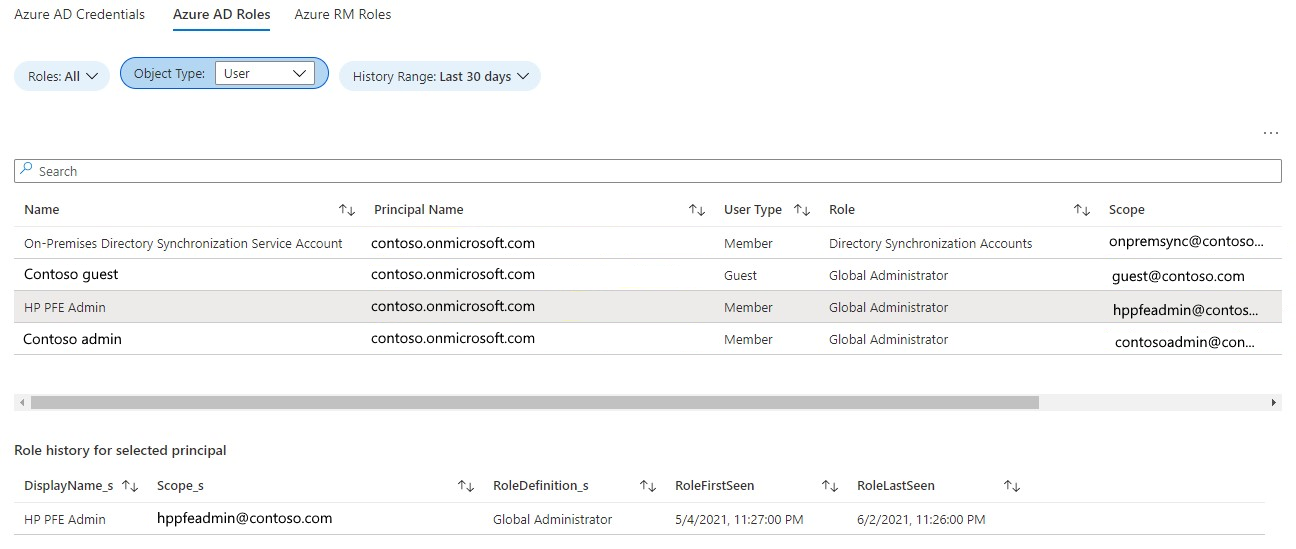 Azure AD Credentials Azure AD Roles Azure RM Roles
Roles: All Object Type: User History Range: Last 30 days
...
Search
Name Principal Name User Type Role Scope
On-Premises Directory Synchronization Service Account contoso.onmicrosoft.com Member Directory Synchronization Accounts onpremsync@contoso...
Contoso guest contoso.onmicrosoft.com Guest Global Administrator guest@contoso.com
HP PFE Admin contoso.onmicrosoft.com Member Global Administrator hppfeadmin@contos...
Contoso admin contoso.onmicrosoft.com Member Global Administrator contosoadmin@con...
Role history for selected principal
DisplayName_s Scope_s RoleDefinition_s RoleFirstSeen RoleLastSeen
HP PFE Admin hppfeadmin@contoso.com Global Administrator 5/4/2021, 11:27:00 PM 6/2/2021, 11:26:00 PM